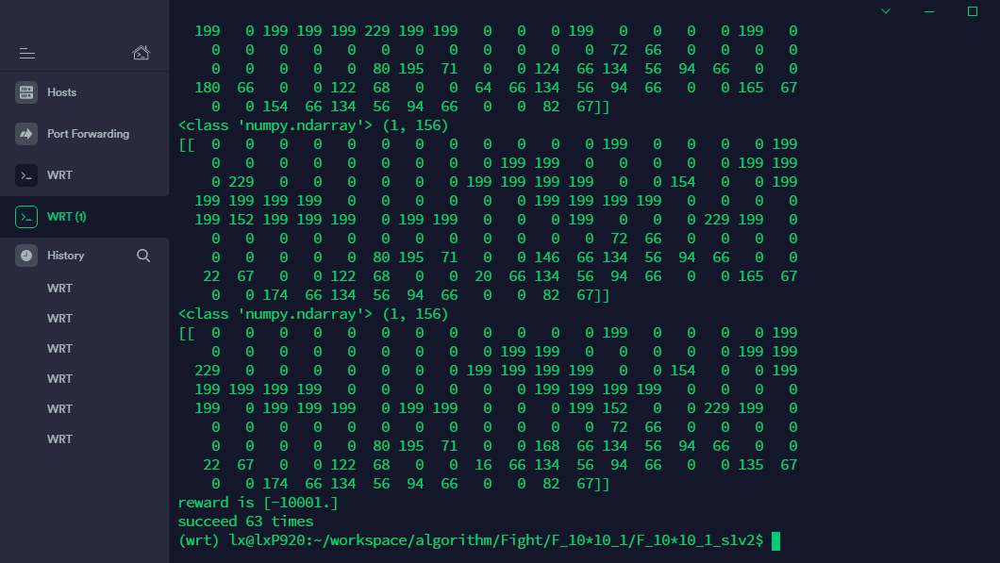 Hosts
Port Forwarding
WRT
WRT (1)
History
WRT
WRT
WRT
WRT
WRT
WRT
199   0 199 199 199 229 199 199   0   0   0 199   0   0   0   0 199   0
0   0   0   0   0   0   0   0   0   0   0   0  72  66   0   0   0   0
0   0   0   0   0  80 195  71   0   0 124  66 134  56  94  66   0   0
180  66   0   0 122  68   0   0  64  66 134  56  94  66   0   0 165  67
0   0 154  66 134  56  94  66   0   0  82  67]]
<class 'numpy.ndarray'> (1, 156)
[[  0   0   0   0   0   0   0   0   0   0   0   0 199   0   0   0   0 199
0   0   0   0   0   0   0   0   0 199 199   0   0   0   0   0 199 199
0 229   0   0   0   0   0   0 199 199 199 199   0   0 154   0   0 199
199 199 199 199   0   0   0   0   0   0 199 199 199 199   0   0   0   0
199 152 199 199 199   0 199 199   0   0   0 199   0   0   0 229 199   0
0   0   0   0   0   0   0   0   0   0   0   0  72  66   0   0   0   0
0   0   0   0   0  80 195  71   0   0 146  66 134  56  94  66   0   0
22  67   0   0 122  68   0   0  20  66 134  56  94  66   0   0 165  67
0   0 174  66 134  56  94  66   0   0  82  67]]
<class 'numpy.ndarray'> (1, 156)
[[  0   0   0   0   0   0   0   0   0   0   0   0 199   0   0   0   0 199
0   0   0   0   0   0   0   0   0 199 199   0   0   0   0   0 199 199
229   0   0   0   0   0   0   0 199 199 199 199   0   0 154   0   0 199
199 199 199 199   0   0   0   0   0   0 199 199 199 199   0   0   0   0
199   0 199 199 199   0 199 199   0   0   0 199 152   0   0 229 199   0
0   0   0   0   0   0   0   0   0   0   0   0  72  66   0   0   0   0
0   0   0   0   0  80 195  71   0   0 168  66 134  56  94  66   0   0
22  67   0   0 122  68   0   0  16  66 134  56  94  66   0   0 135  67
0   0 174  66 134  56  94  66   0   0  82  67]]
reward is [-10001.]
succeed 63 times
(wrt) lx@lxP920:~/workspace/algorithm/Fight/F_10*10_1/F_10*10_1_s1v2$